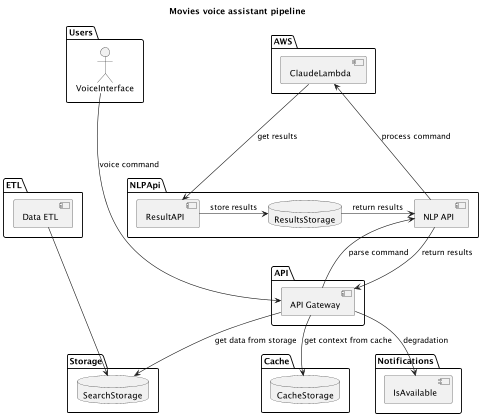 Movies voice assistant pipeline
Users
VoiceInterface
AWS
ClaudeLambda
get results
process command
voice command
ETL
Data ETL
NLPApi
ResultAPI
store results
ResultsStorage
return results
NLP API
parse command
return results
API
API Gateway
get data from storage
get context from cache
degradation
Storage
SearchStorage
Cache
CacheStorage
Notifications
IsAvailable